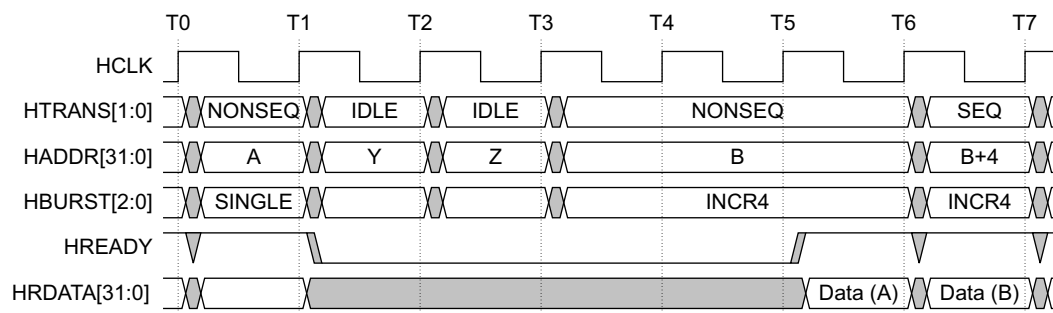 T0 T1 T2 T3 T4 T5 T6 T7
HCLK
HTRANS[1:0] NONSEQ IDLE IDLE NONSEQ SEQ
HADDR[31:0] A Y Z B B+4
HBURST[2:0] SINGLE INCR4 INCR4
HREADY
HRDATA[31:0] Data (A) Data (B)